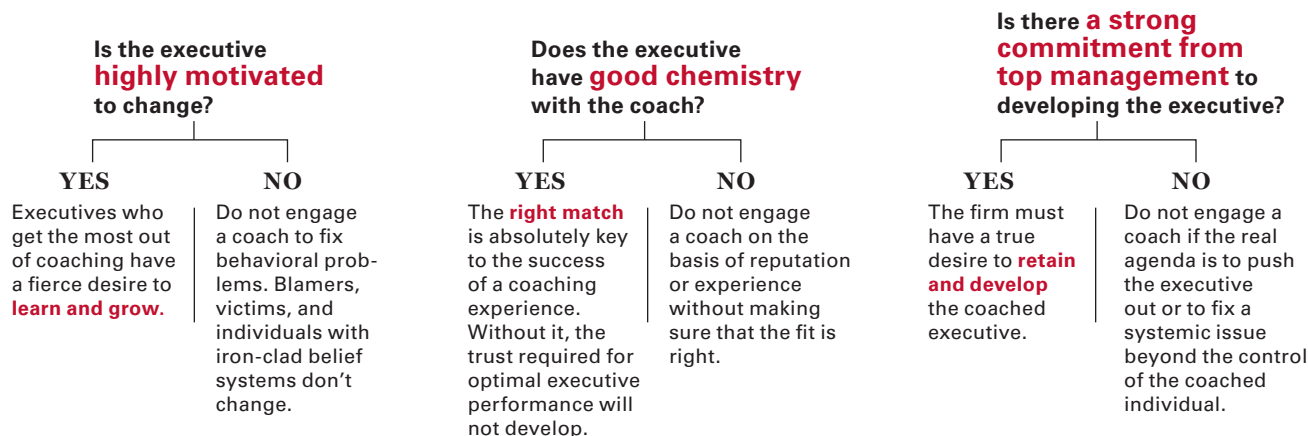 Is the executive
highly motivated
to change?
YES
Executives who
get the most out
of coaching have
a fierce desire to
learn and grow.
NO
Do not engage
a coach to fix
behavioral prob-
lems. Blamers,
victims, and
individuals with
iron-clad belief
systems don’t
change.
Does the executive
have good chemistry
with the coach?
YES
The right match
is absolutely key
to the success
of a coaching
experience.
Without it, the
trust required for
optimal executive
performance will
not develop.
NO
Do not engage
a coach on the
basis of reputation
or experience
without making
sure that the fit is
right.
Is there a strong
commitment from
top management to
developing the executive?
YES
The firm must
have a true
desire to retain
and develop
the coached
executive.
NO
Do not engage a
coach if the real
agenda is to push
the executive
out or to fix a
systemic issue
beyond the control
of the coached
individual.